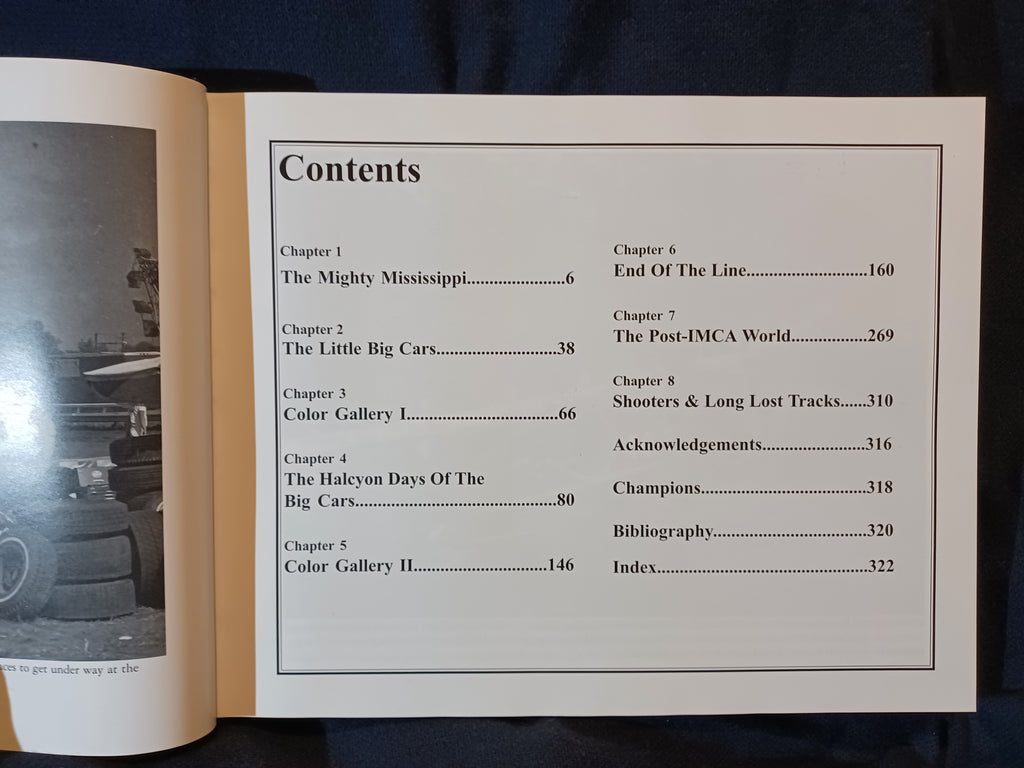 Contents
Chapter 1
The Mighty Mississippi.......................6
Chapter 2
The Little Big Cars............................38
Chapter 3
Color Gallery I...................................66
Chapter 4
The Halcyon Days Of The
Big Cars..............................................80
Chapter 5
Color Gallery II..............................146
Chapter 6
End Of The Line............................160
Chapter 7
The Post-IMCA World.................269
Chapter 8
Shooters & Long Lost Tracks......310
Acknowledgements........................316
Champions......................................318
Bibliography...................................320
Index................................................322
to get under way at the